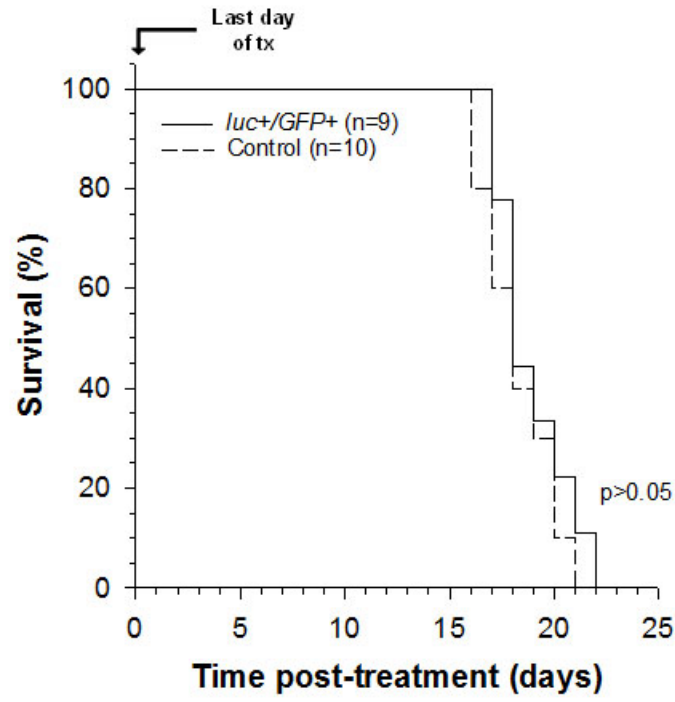 Last day
of tx
100
80
60
40
20
0
Survival (%)
luc+/GFP+ (n=9)
Control (n=10)
p>0.05
0 5 10 15 20 25
Time post-treatment (days)